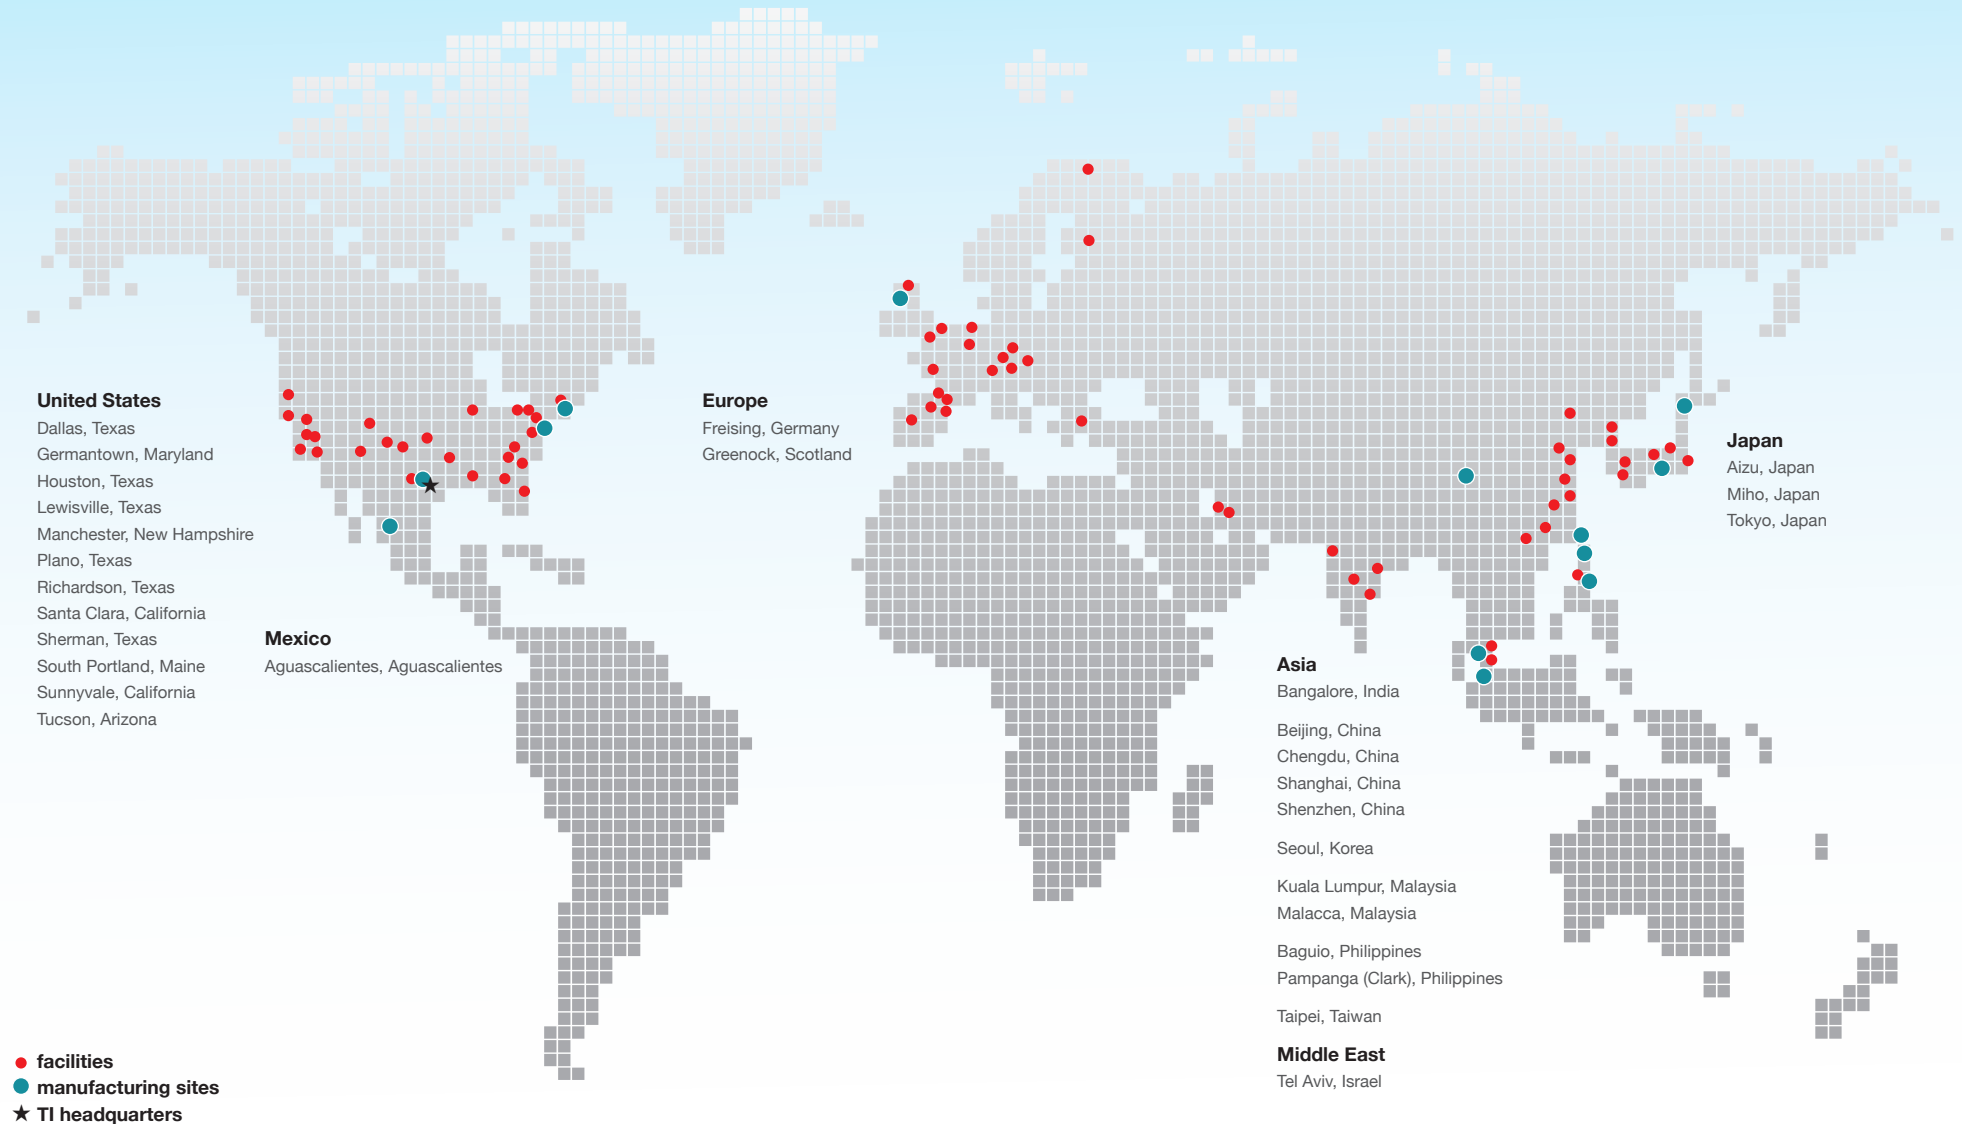 United States
Dallas, Texas
Germantown, Maryland
Houston, Texas
Lewisville, Texas
Manchester, New Hampshire
Plano, Texas
Richardson, Texas
Santa Clara, California
Sherman, Texas
South Portland, Maine
Sunnyvale, California
Tucson, Arizona
Mexico
Aguascalientes, Aguascalientes
Europe
Freising, Germany
Greenock, Scotland
Asia
Bangalore, India
Beijing, China
Chengdu, China
Shanghai, China
Shenzhen, China
Seoul, Korea
Kuala Lumpur, Malaysia
Malacca, Malaysia
Baguio, Philippines
Pampanga (Clark), Philippines
Taipei, Taiwan
Middle East
Tel Aviv, Israel
Japan
Aizu, Japan
Miho, Japan
Tokyo, Japan
facilities
manufacturing sites
TI headquarters